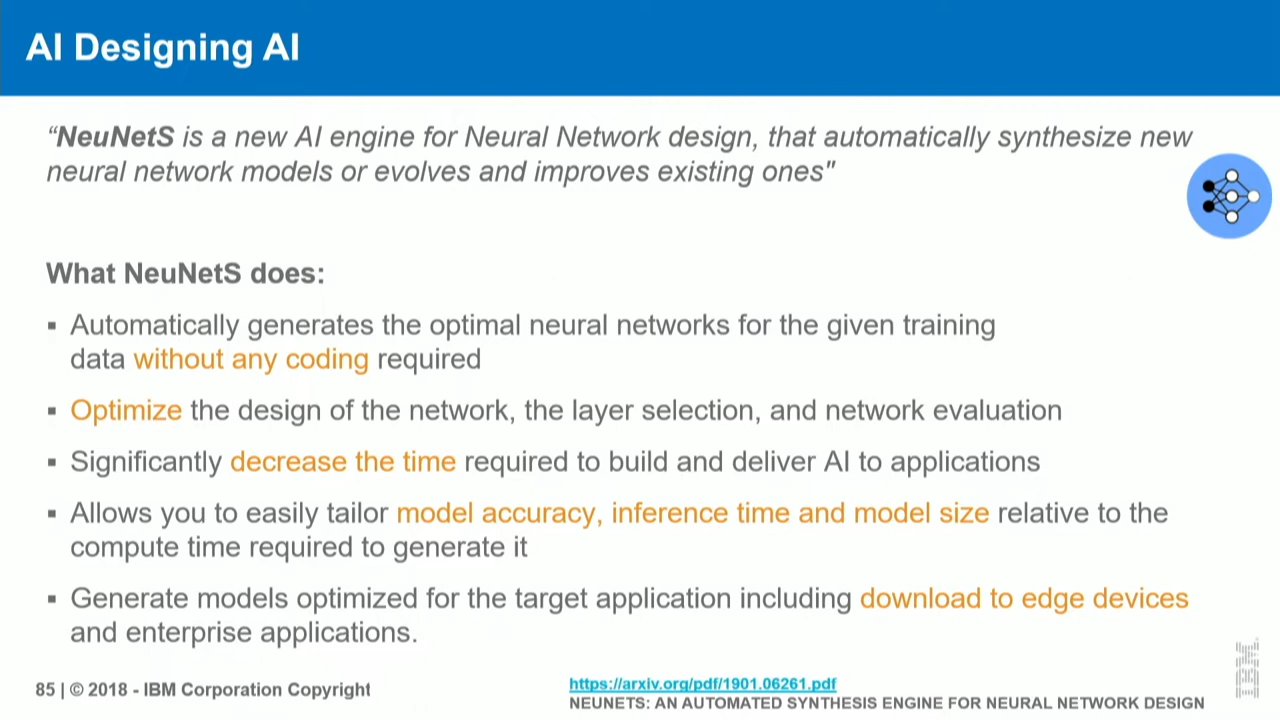 AI Designing AI
“NeuNetS is a new AI engine for Neural Network design, that automatically synthesize new
neural network models or evolves and improves existing ones"
What NeuNetS does:
▪ Automatically generates the optimal neural networks for the given training
data without any coding required
▪ Optimize the design of the network, the layer selection, and network evaluation
▪ Significantly decrease the time required to build and deliver AI to applications
▪ Allows you to easily tailor model accuracy, inference time and model size relative to the
compute time required to generate it
▪ Generate models optimized for the target application including download to edge devices
and enterprise applications.
85 | © 2018 - IBM Corporation Copyright
https://arxiv.org/pdf/1901.06261.pdf
NEUNETS: AN AUTOMATED SYNTHESIS ENGINE FOR NEURAL NETWORK DESIGN
IBM